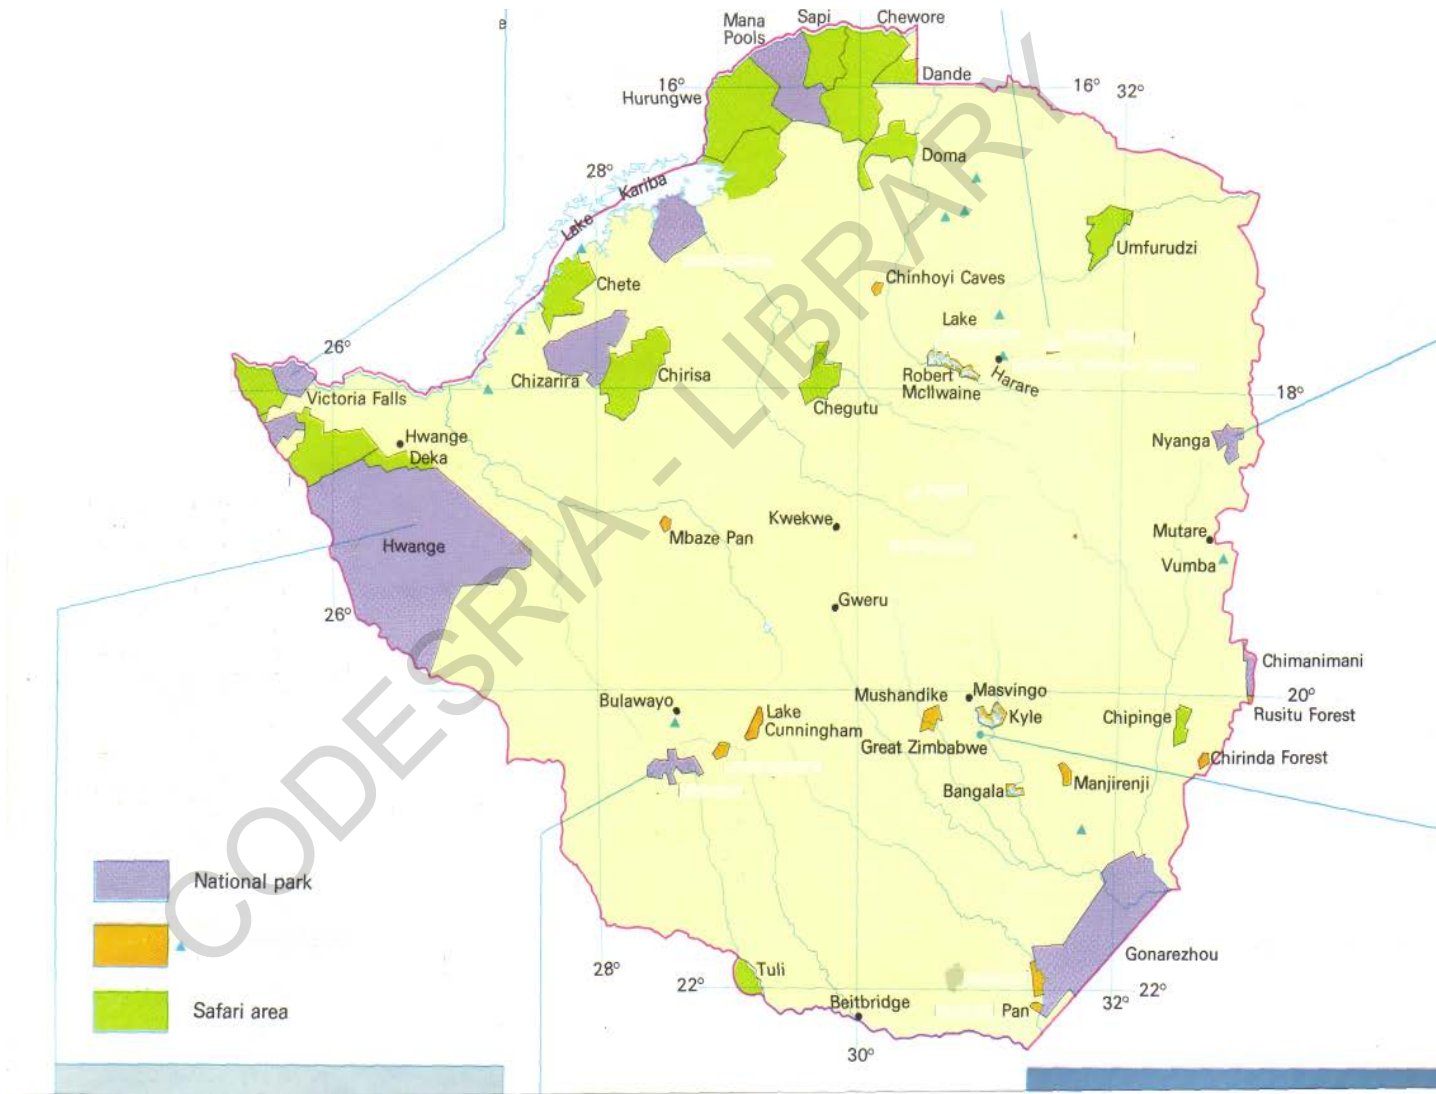 e
Mana
Pools
Sapi
Chewore
Dande
16°
16°
32°
Hurungwe
Doma
28°
Lake Kariba
Umfurudzi
Chete
Chinhoyi Caves
Lake
Robert
McIlwaine
Harare
26°
Chizarira
Chirisa
Chegutu
18°
Victoria Falls
Hwange
Deka
Nyanga
Hwange
Mbaze Pan
Kwekwe
Mutare
Vumba
26°
Gweru
Chimanimani
20°
Rusitu Forest
Bulawayo
Lake
Cunningham
Mushandike
Masvingo
Kyle
Great Zimbabwe
Chipinge
Chirinda Forest
Bangala
Manjirenji
National park
Gonarezhou
28°
22°
Tuli
Beitbridge
Pan
32°
22°
Safari area
30°
CODESRIA - LIBRARY